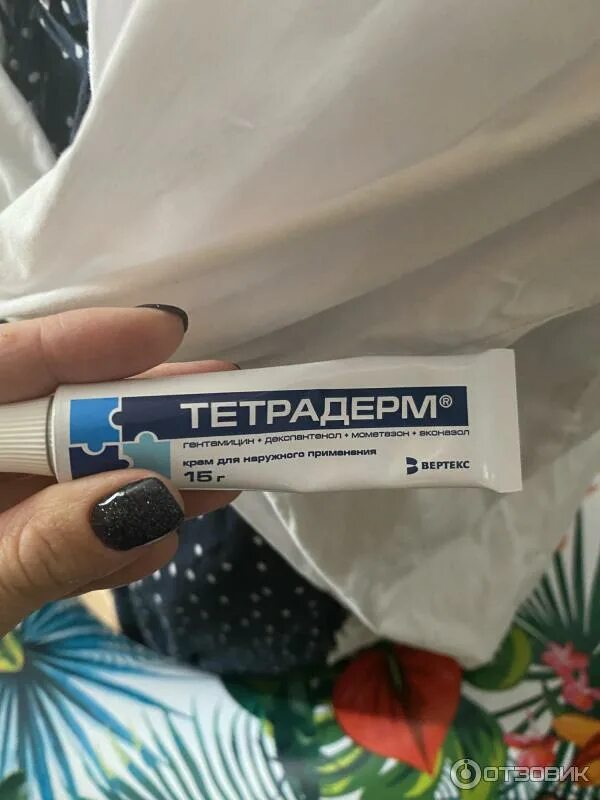 ТЕТРАДЕРМ®
гентамицин + декспантенол + мометазон + эконазол
крем для наружного применения
15 г
ВЕРТЕКС
ОТЗОВИК